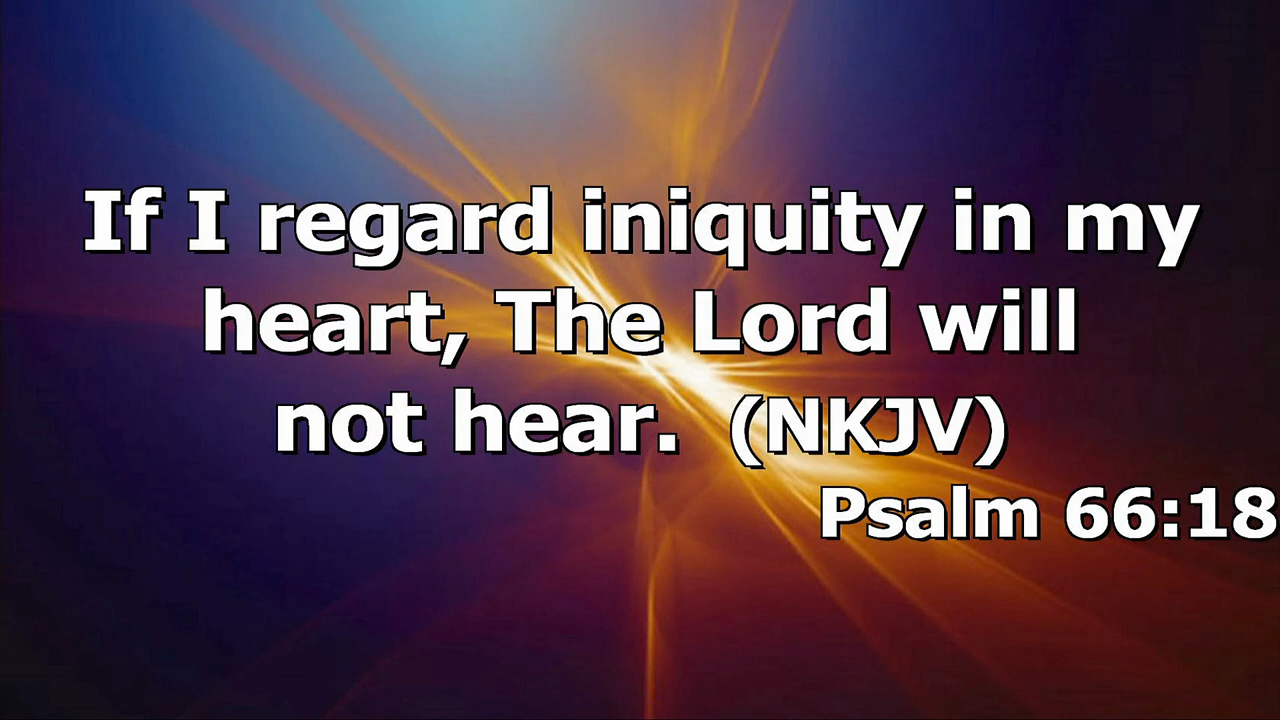 If I regard iniquity in my
heart, The Lord will
not hear. (NKJV)
Psalm 66:18